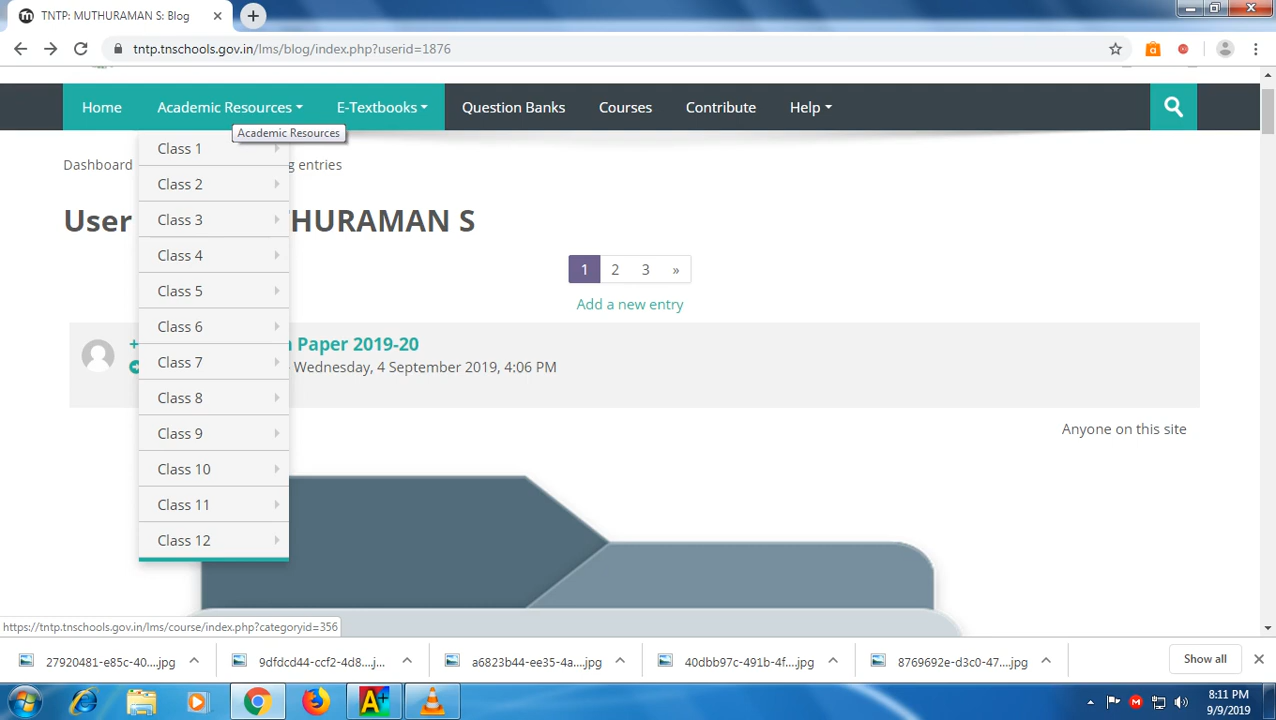 TNTP: MUTHURAMAN S: Blog
tntp.tnschools.gov.in/lms/blog/index.php?userid=1876
Home Academic Resources E-Textbooks Question Banks Courses Contribute Help
Academic Resources
Dashboard g entries
Class 1
Class 2
Class 3
Class 4
Class 5
Class 6
Class 7
Class 8
Class 9
Class 10
Class 11
Class 12
User HURAMAN S
1 2 3 »
Add a new entry
+ Paper 2019-20
Wednesday, 4 September 2019, 4:06 PM
Anyone on this site
https://tntp.tnschools.gov.in/lms/course/index.php?categoryid=356
27920481-e85c-40....jpg 9dfdcd44-ccf2-4d8....j... a6823b44-ee35-4a....jpg 40dbb97c-491b-4f....jpg 8769692e-d3c0-47....jpg Show all
8:11 PM
9/9/2019